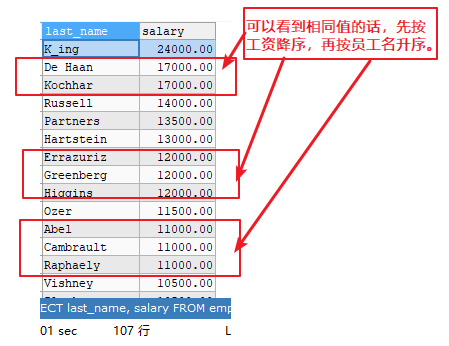 last_name salary
K_ing 24000.00
De Haan 17000.00
Kochhar 17000.00
Russell 14000.00
Partners 13500.00
Hartstein 13000.00
Errazuriz 12000.00
Greenberg 12000.00
Higgins 12000.00
Ozer 11500.00
Abel 11000.00
Cambrault 11000.00
Raphaely 11000.00
Vishney 10500.00
ECT last_name, salary FROM emp
01 sec 107 行 L
可以看到相同值的话，先按
工资降序，再按员工名升序。